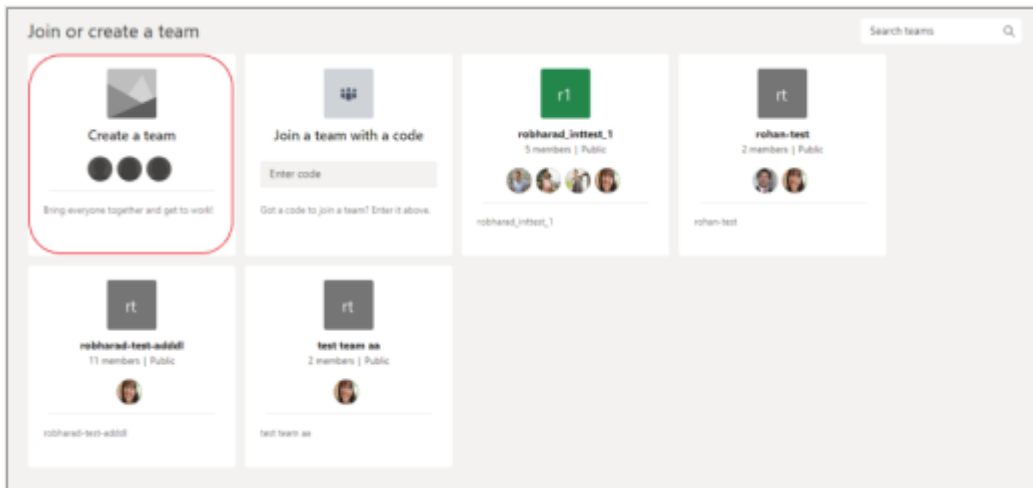 Join or create a team
Search teams
Create a team
Bring everyone together and get to work!
Join a team with a code
Enter code
Got a code to join a team? Enter it above.
r1
robharad_inttest_1
5 members | Public
robharad_inttest_1
rt
rohan-test
2 members | Public
rohan-test
rt
robharad-test-adddl
11 members | Public
robharad-test-adddl
rt
test team aa
2 members | Public
test team aa